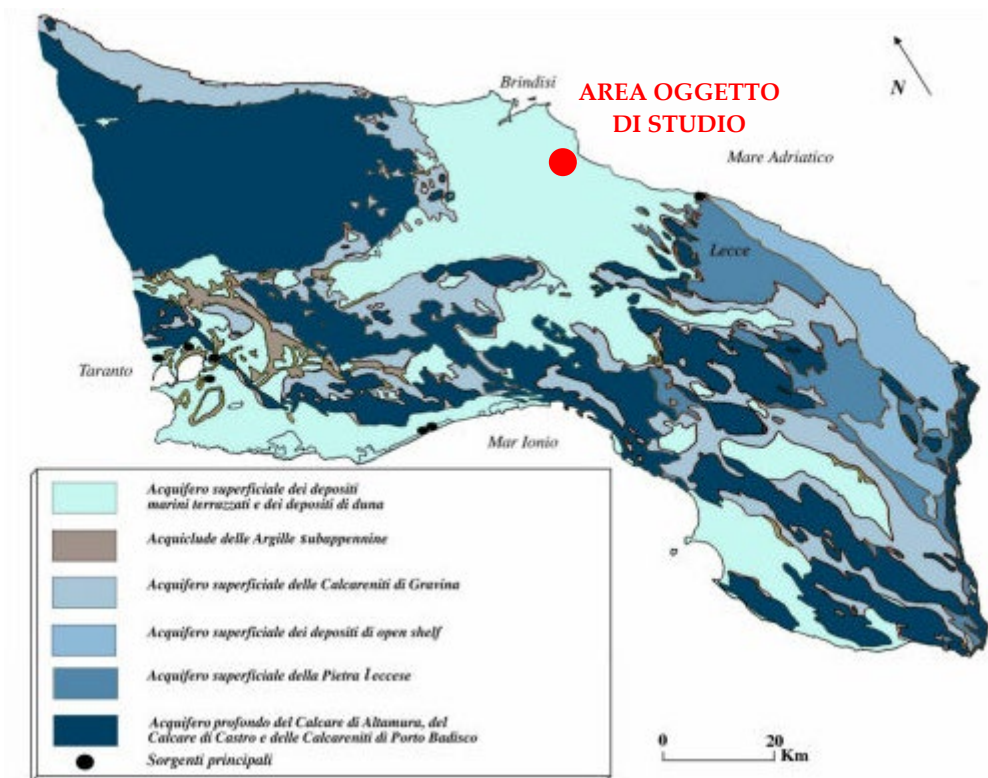 Brindisi
AREA OGGETTO
DI STUDIO
N
Mare Adriatico
Lecce
Taranto
Mar Ionio
Acquifero superficiale dei depositi
marini terrazzati e dei depositi di duna
Acquiclude delle Argille subappennine
Acquifero superficiale delle Calcareniti di Gravina
Acquifero superficiale dei depositi di open shelf
Acquifero superficiale della Pietra leccese
Acquifero profondo del Calcare di Altamura, del
Calcare di Castro e delle Calcareniti di Porto Badisco
Sorgenti principali
0 20
Km